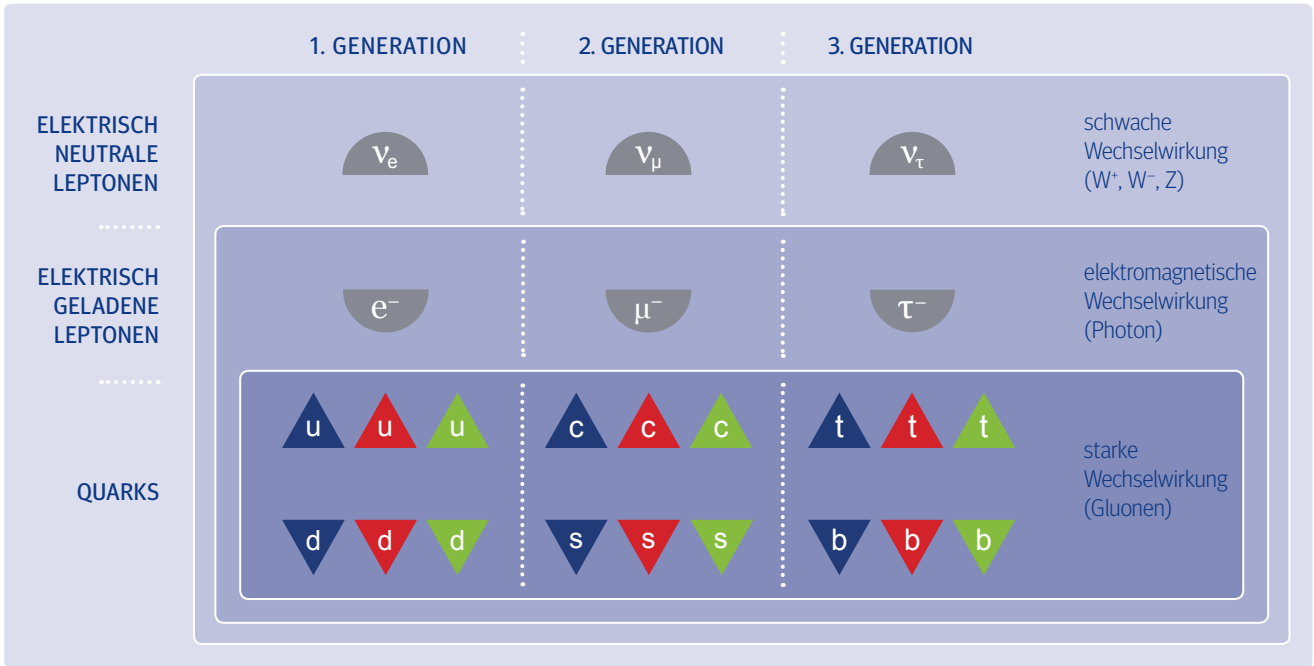 1. GENERATION 2. GENERATION 3. GENERATION
ELEKTRISCH
NEUTRALE
LEPTONEN
νe νμ ντ
schwache
Wechselwirkung
(W⁺, W⁻, Z)
ELEKTRISCH
GELADENE
LEPTONEN
e⁻ μ⁻ τ⁻
elektromagnetische
Wechselwirkung
(Photon)
QUARKS
u u u c c c t t t
d d d s s s b b b
starke
Wechselwirkung
(Gluonen)